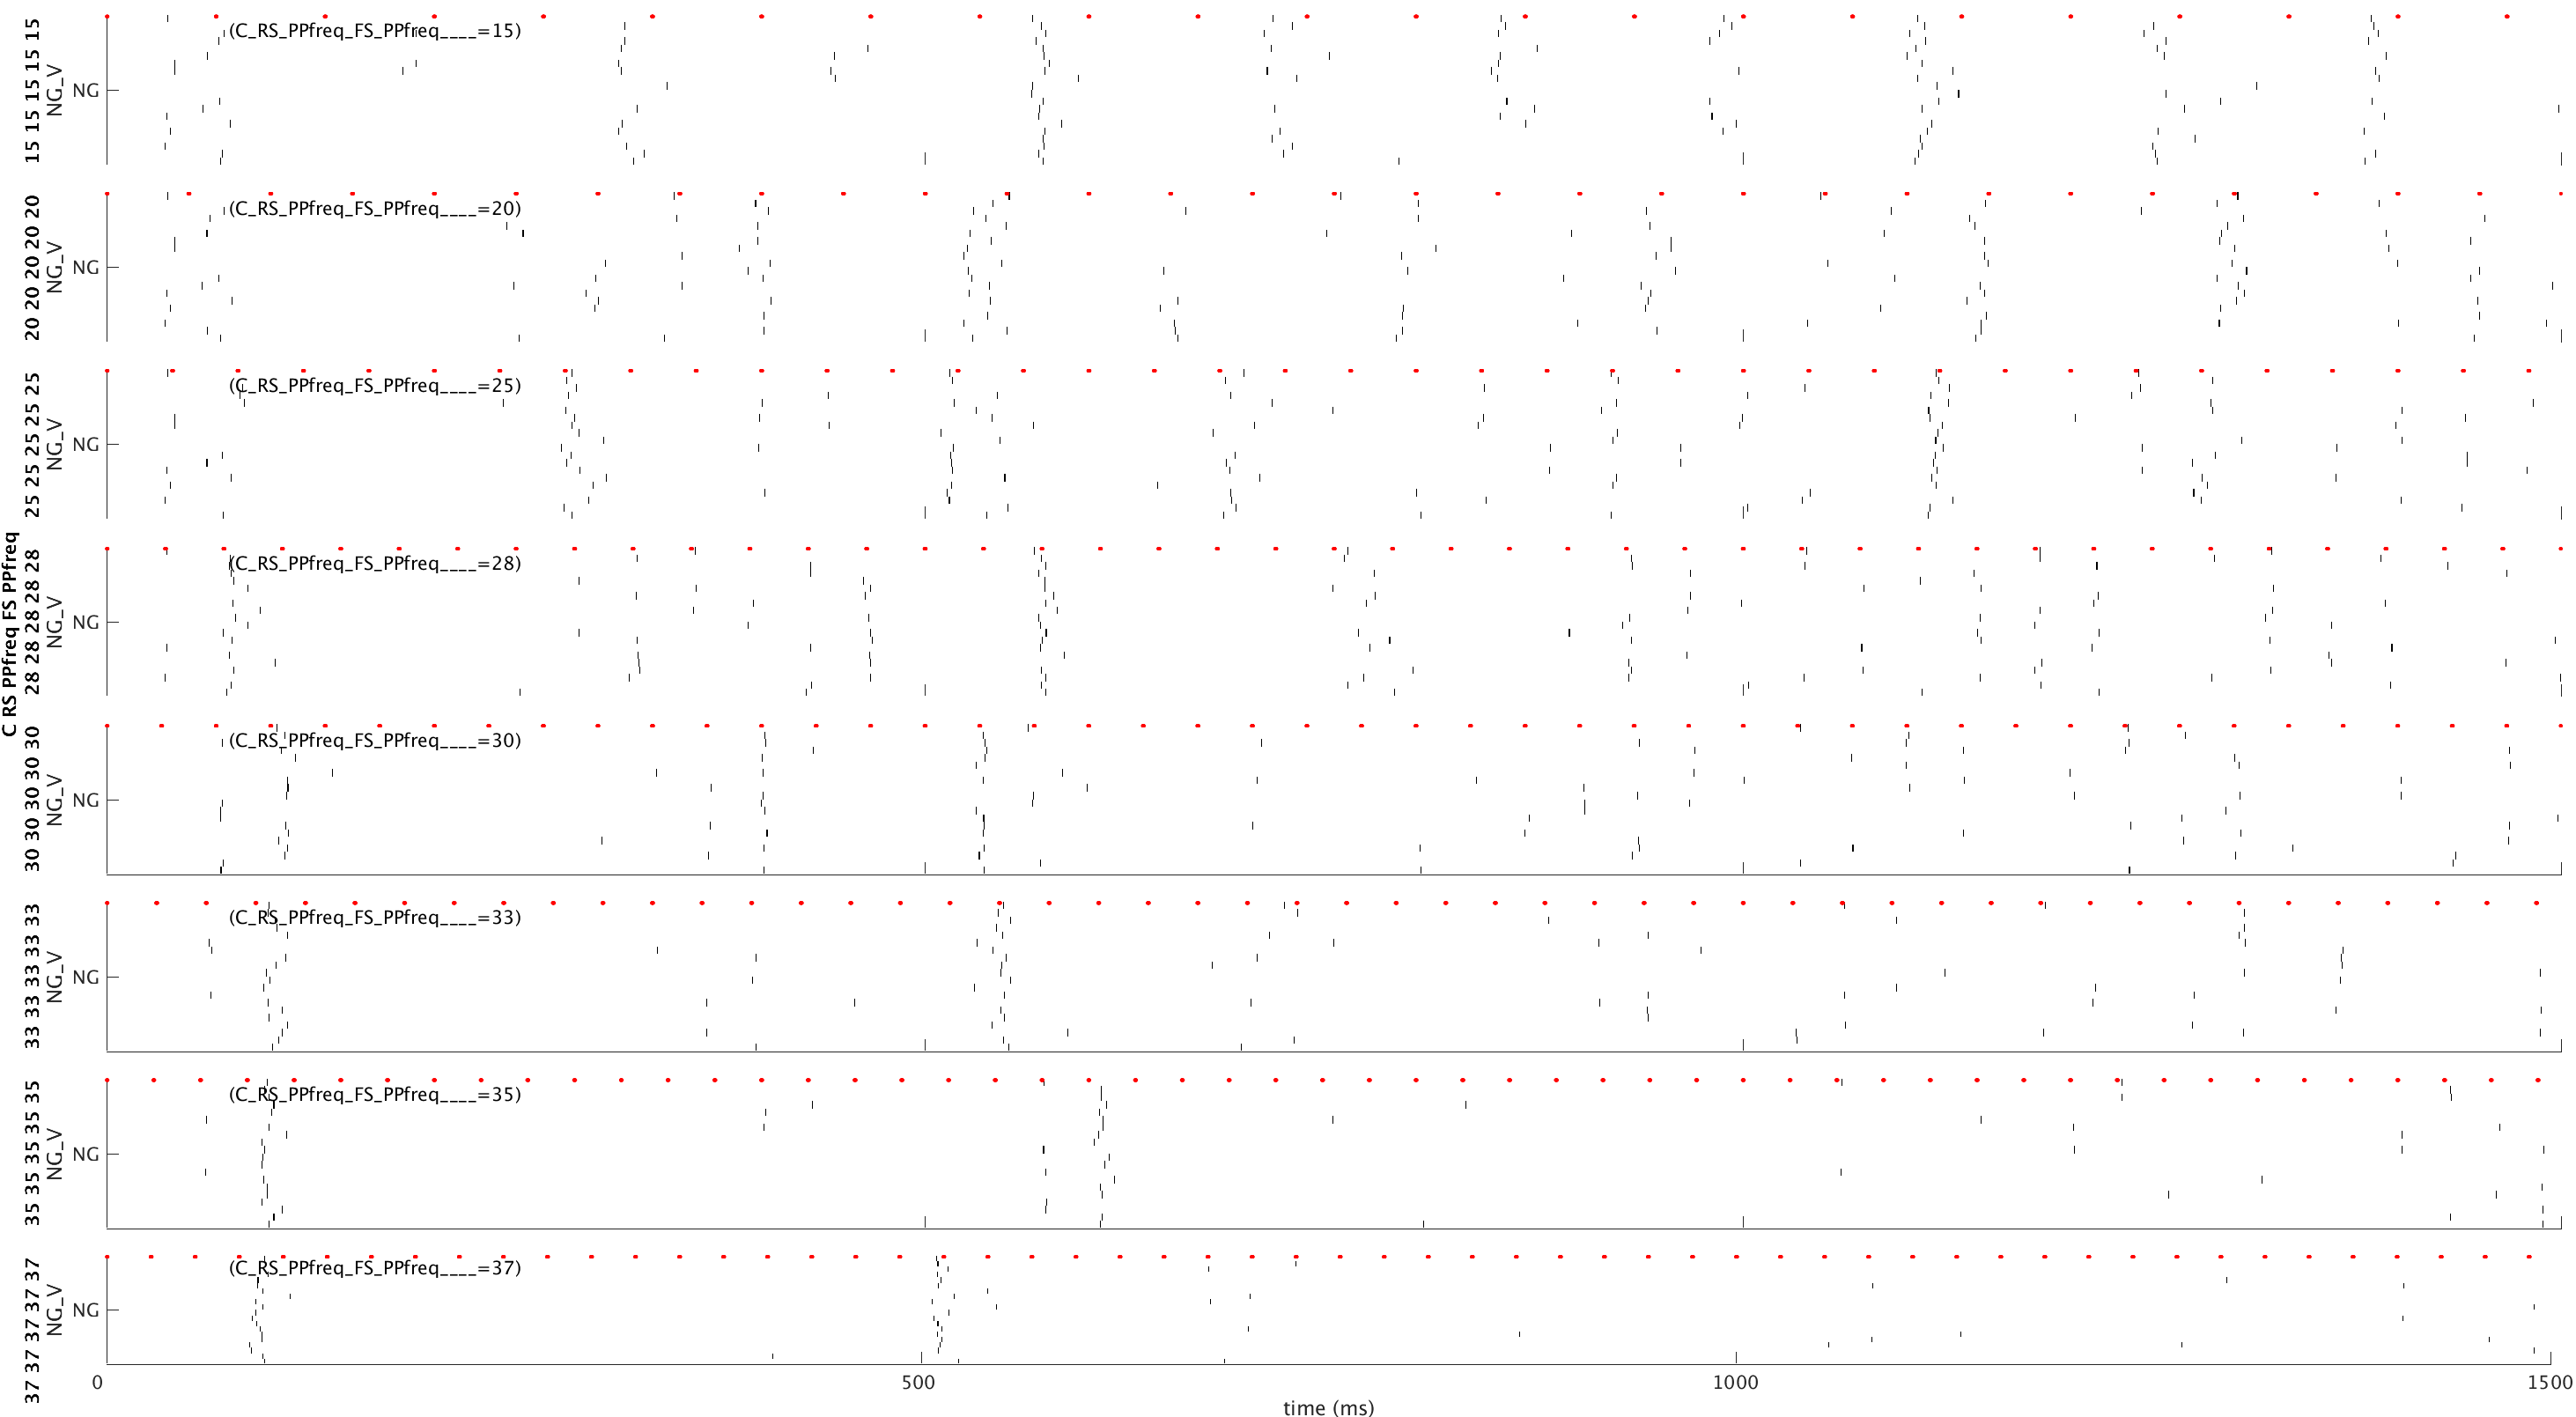 C RS PPfreq FS PPfreq
15 15 15 15 15
NG_V
NG
(C_RS_PPfreq_FS_PPfreq____=15)
20 20 20 20 20
NG_V
NG
(C_RS_PPfreq_FS_PPfreq____=20)
25 25 25 25 25
NG_V
NG
(C_RS_PPfreq_FS_PPfreq____=25)
28 28 28 28 28
NG_V
NG
(C_RS_PPfreq_FS_PPfreq____=28)
30 30 30 30 30
NG_V
NG
(C_RS_PPfreq_FS_PPfreq____=30)
33 33 33 33 33
NG_V
NG
(C_RS_PPfreq_FS_PPfreq____=33)
35 35 35 35 35
NG_V
NG
(C_RS_PPfreq_FS_PPfreq____=35)
37 37 37 37 37
NG_V
NG
(C_RS_PPfreq_FS_PPfreq____=37)
0 500 1000 1500
time (ms)